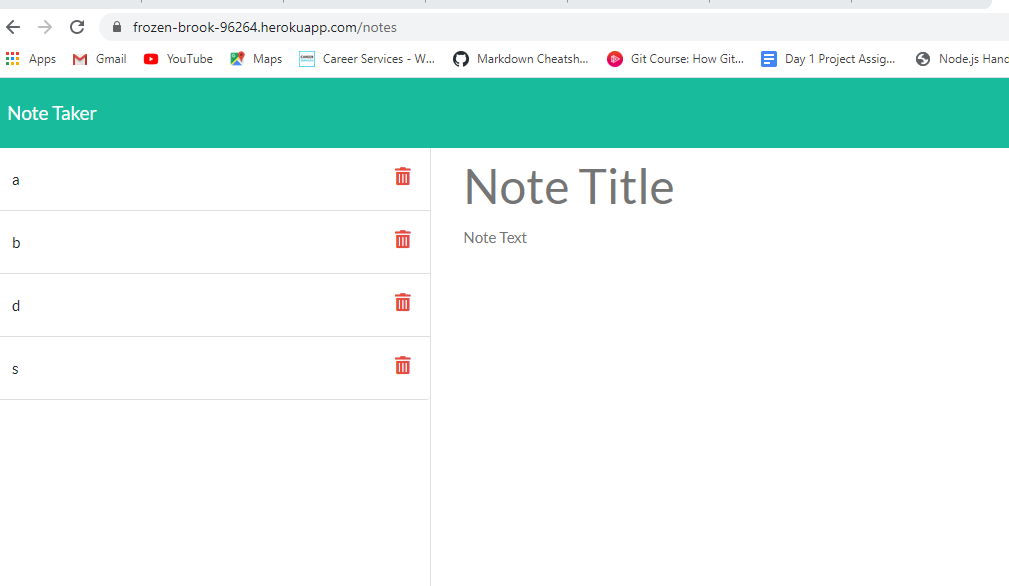 frozen-brook-96264.herokuapp.com/notes
Apps Gmail YouTube Maps Career Services - W... Markdown Cheatsh... Git Course: How Git... Day 1 Project Assig... Node.js Hand
Note Taker
a
b
d
s
Note Title
Note Text